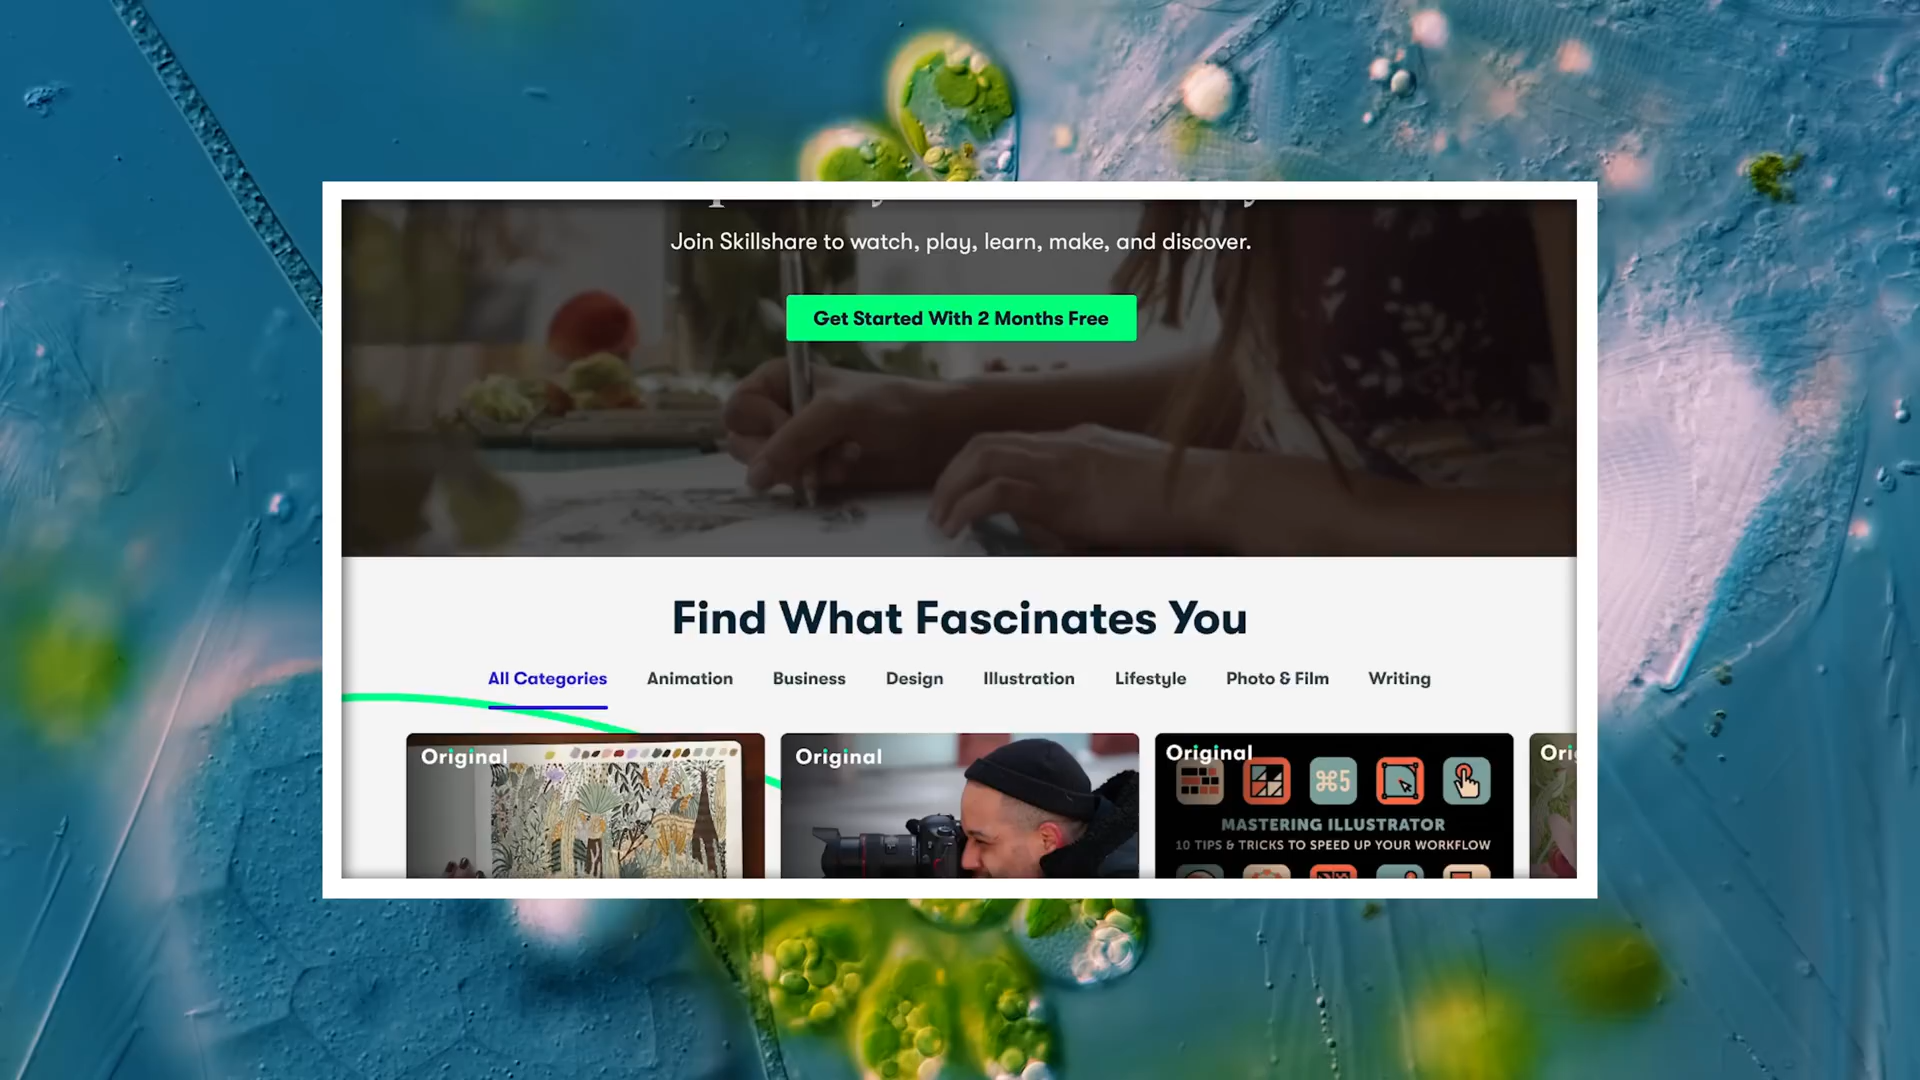 Join Skillshare to watch, play, learn, make, and discover.
Get Started With 2 Months Free
Find What Fascinates You
All Categories Animation Business Design Illustration Lifestyle Photo & Film Writing
Original Original Original
⌘5
MASTERING ILLUSTRATOR
10 TIPS & TRICKS TO SPEED UP YOUR WORKFLOW